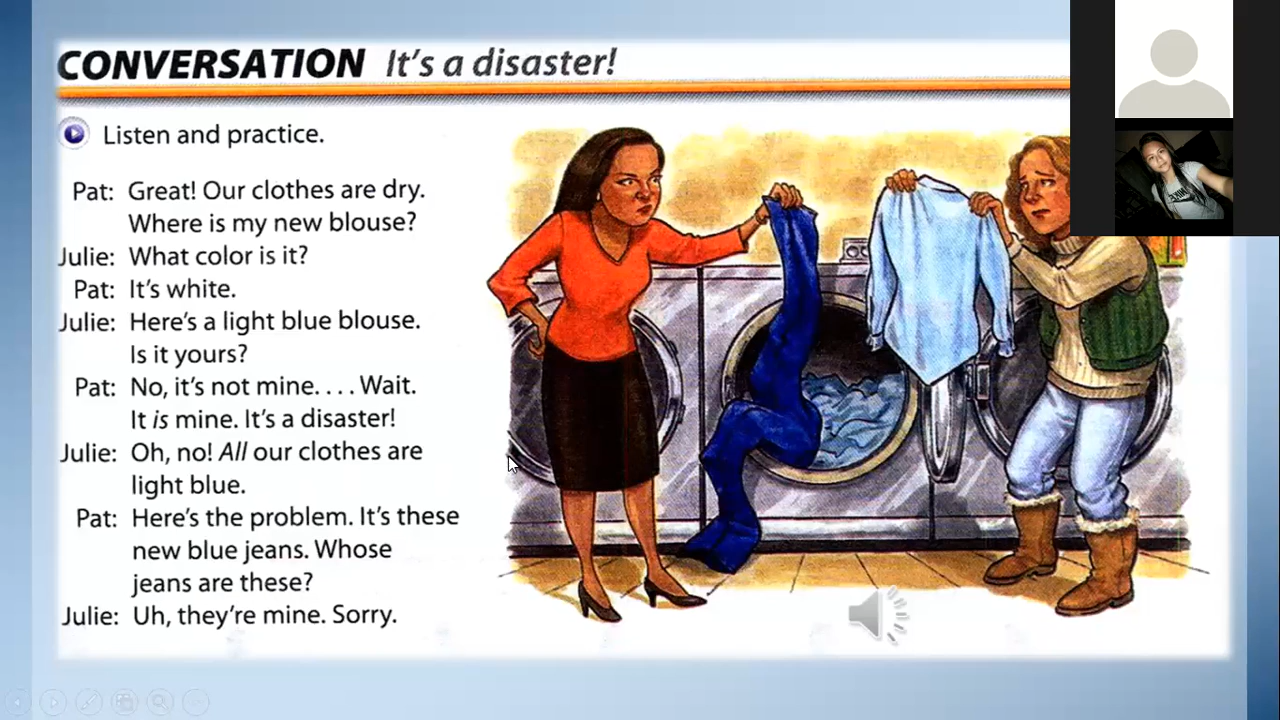 CONVERSATION It's a disaster!
Listen and practice.
Pat: Great! Our clothes are dry.
Where is my new blouse?
Julie: What color is it?
Pat: It's white.
Julie: Here's a light blue blouse.
Is it yours?
Pat: No, it's not mine. . . . Wait.
It is mine. It's a disaster!
Julie: Oh, no! All our clothes are
light blue.
Pat: Here's the problem. It's these
new blue jeans. Whose
jeans are these?
Julie: Uh, they're mine. Sorry.